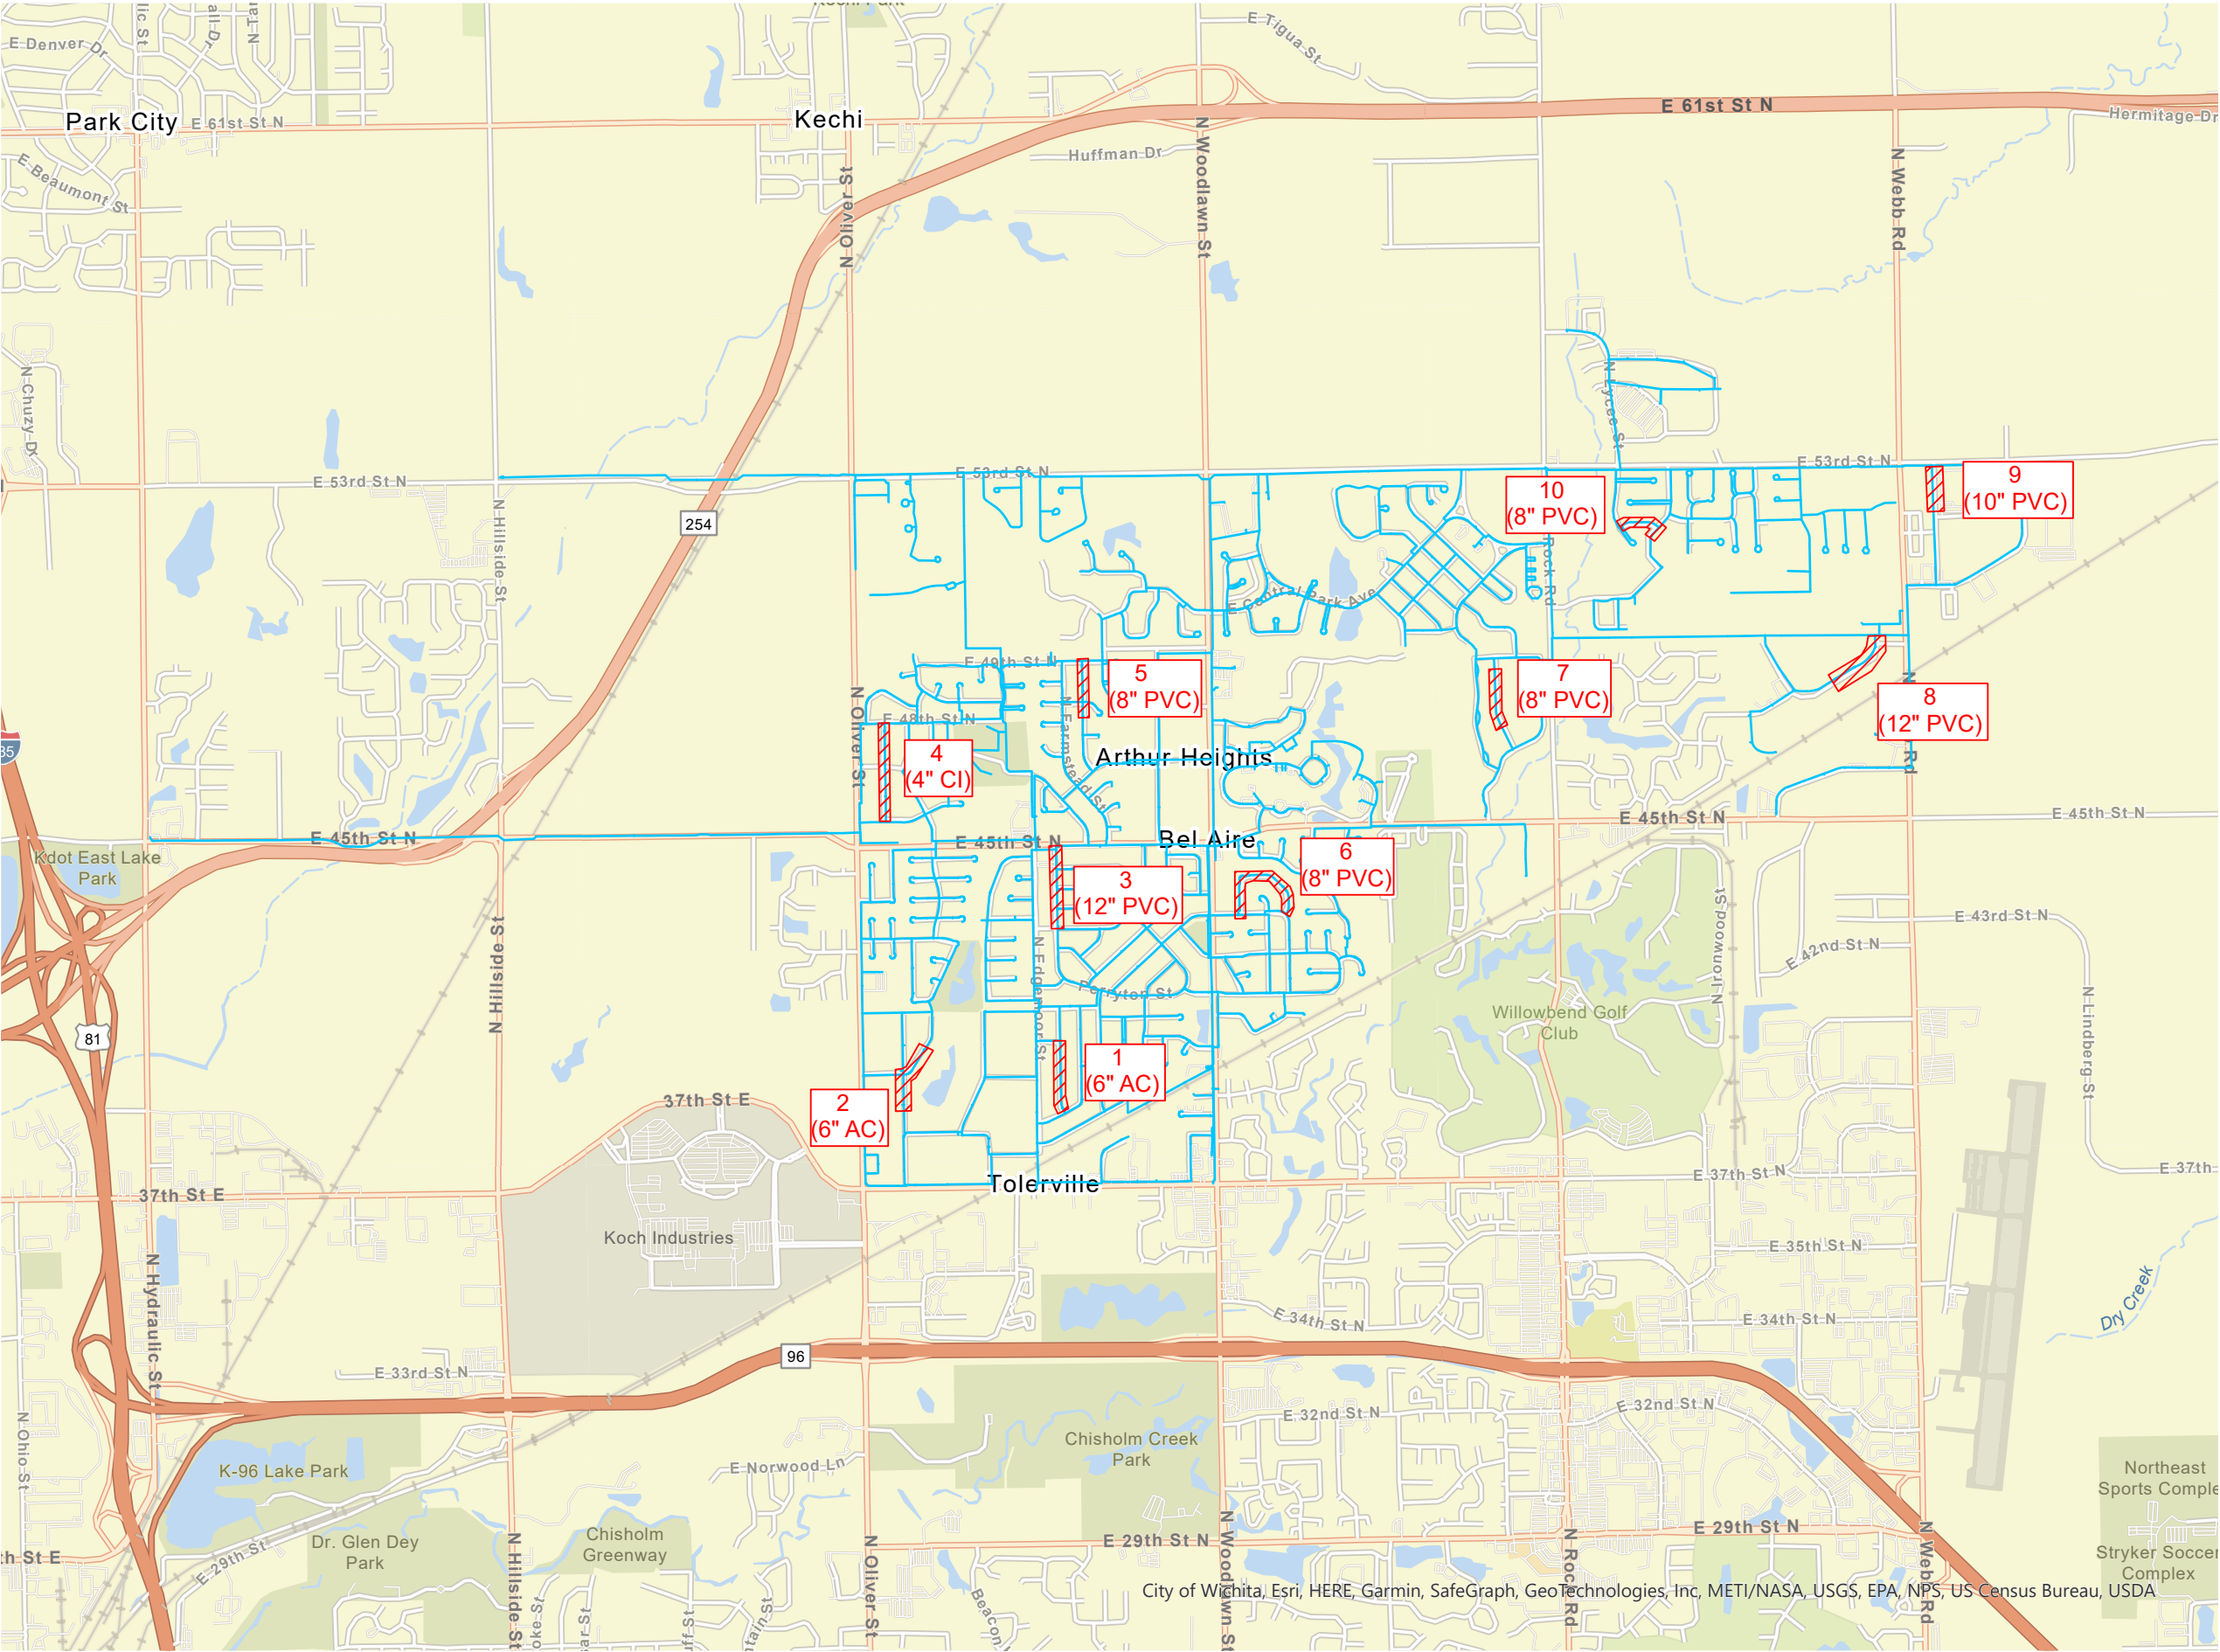 E Denver Dr
Park City
E 61st St N
E Beaumont St
Kechi
N Oliver St
Huffman Dr
E Tigua St
N Woodlawn St
E 61st St N
Hermitage Dr
N Webb Rd
N Chuzy Dr
E 53rd St N
N Hillside St
254
E 53rd St N
N Lycee St
E 53rd St N
10
(8" PVC)
9
(10" PVC)
Rock Rd
E Central Park Ave
E 49th St N
5
(8" PVC)
7
(8" PVC)
8
(12" PVC)
N Oliver St
E 48th St N
4
(4" CI)
N Farmstead St
Arthur Heights
Rd
35
E 45th St N
E 45th St N
Bel Aire
E 45th St N
E 45th St N
Kdot East Lake
Park
6
(8" PVC)
3
(12" PVC)
N Hillside St
N Edgemoor St
Perryton St
N Ironwood St
E 43rd St N
E 42nd St N
N Lindberg St
Willowbend Golf
Club
81
1
(6" AC)
2
(6" AC)
37th St E
37th St E
Tolerville
E 37th St N
E 37th
Koch Industries
N Hydraulic St
E 35th St N
E 34th St N
E 34th St N
Dry Creek
96
E 33rd St N
N Ohio St
E 32nd St N
E 32nd St N
K-96 Lake Park
E Norwood Ln
Chisholm Creek
Park
Northeast
Sports Comple
Dr. Glen Dey
Park
Chisholm
Greenway
E 29th St
th St E
E 29th St N
E 29th St N
Stryker Soccer
Complex
N Hillside St
N Oliver St
Beacon
N Woodlawn St
N Rock Rd
N Webb Rd
City of Wichita, Esri, HERE, Garmin, SafeGraph, GeoTechnologies, Inc, METI/NASA, USGS, EPA, NPS, US Census Bureau, USDA